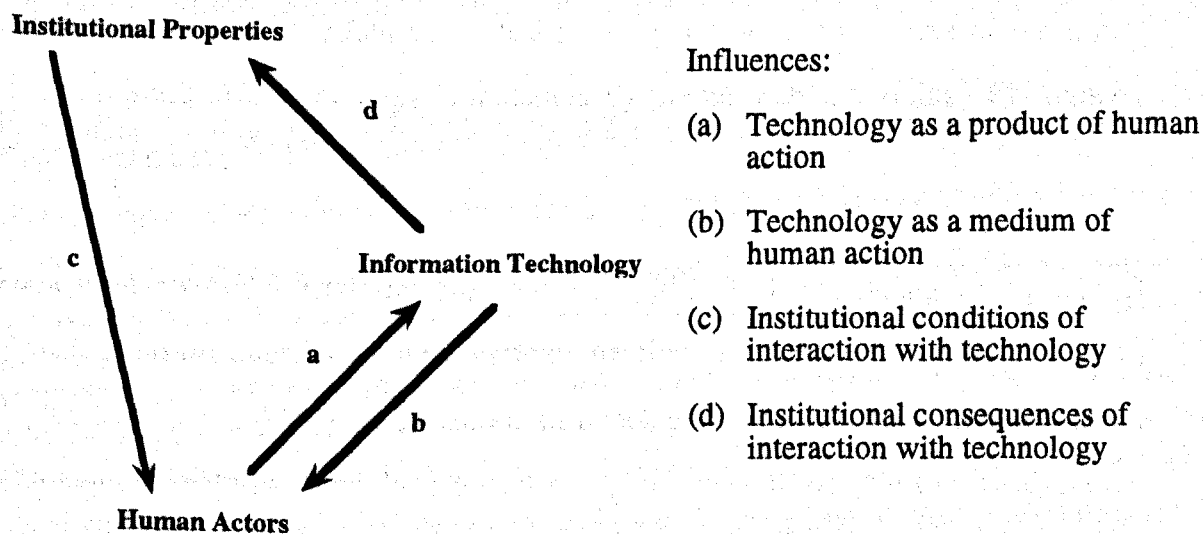 Institutional Properties
d
c
Information Technology
a
b
Human Actors
Influences:
(a) Technology as a product of human
action
(b) Technology as a medium of
human action
(c) Institutional conditions of
interaction with technology
(d) Institutional consequences of
interaction with technology